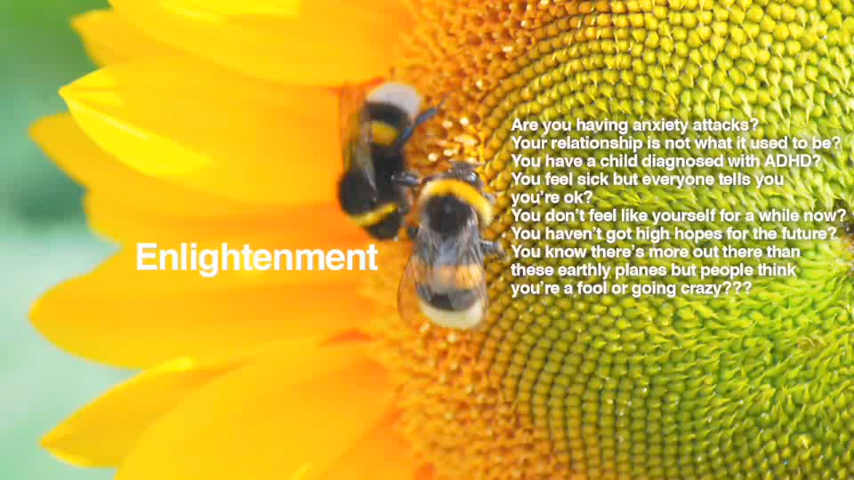 Enlightenment
Are you having anxiety attacks?
Your relationship is not what it used to be?
You have a child diagnosed with ADHD?
You feel sick but everyone tells you
you're ok?
You don't feel like yourself for a while now?
You haven't got high hopes for the future?
You know there's more out there than
these earthly planes but people think
you're a fool or going crazy???